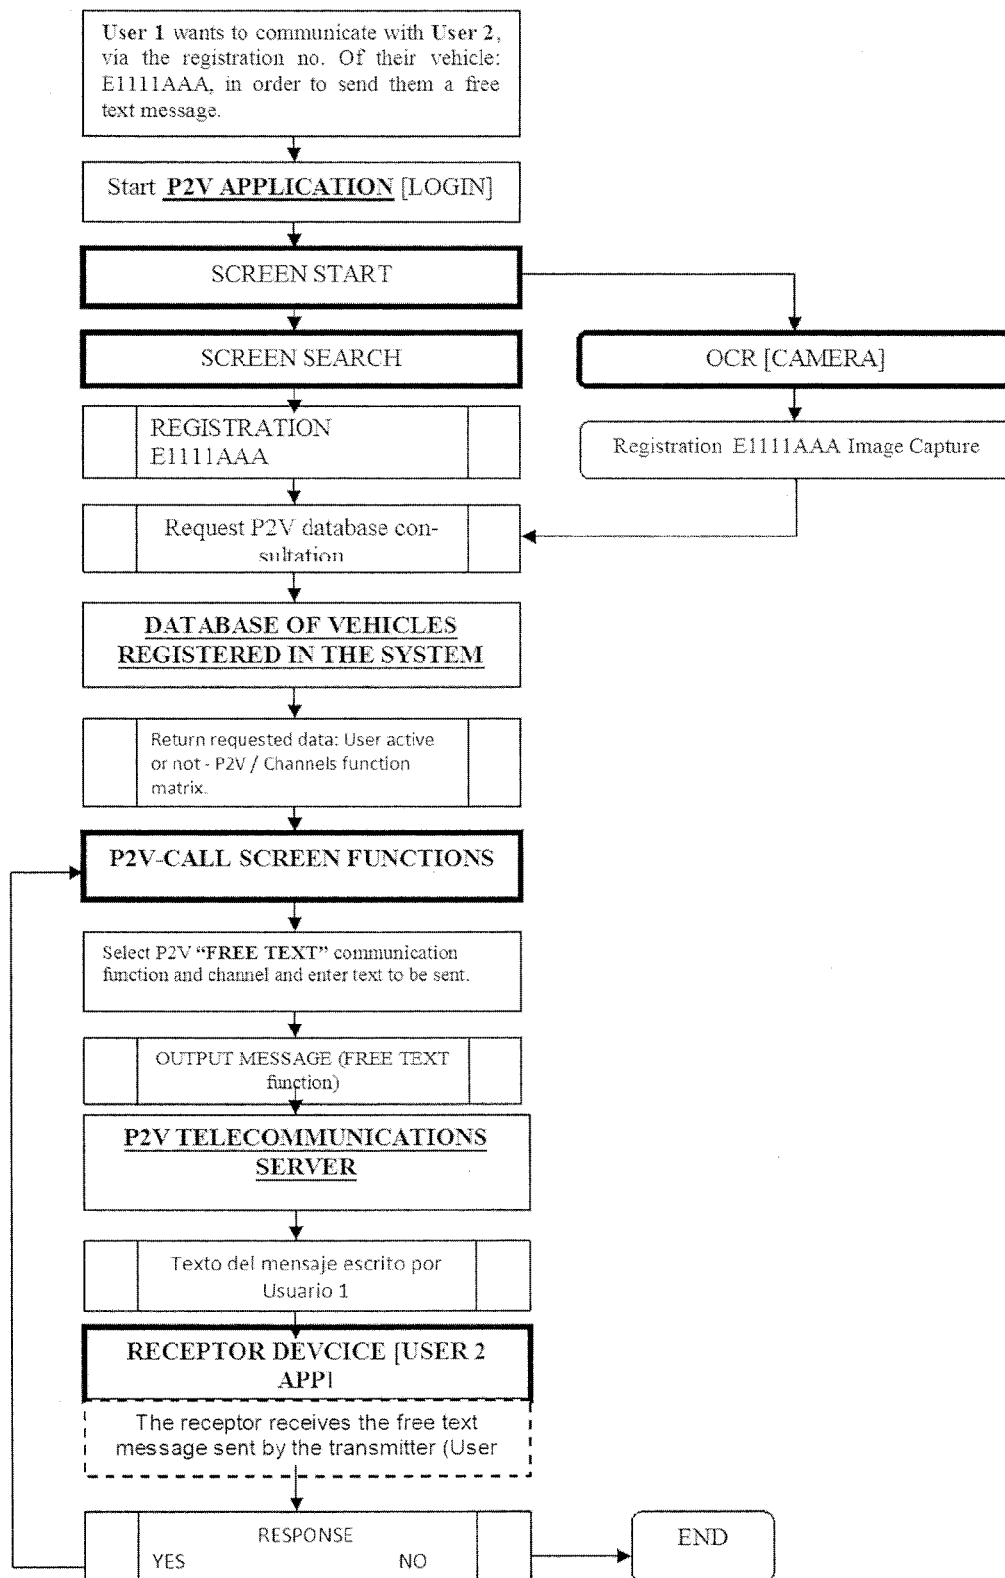 User 1 wants to communicate with User 2,
via the registration no. Of their vehicle:
E1111AAA, in order to send them a free
text message.
Start P2V APPLICATION [LOGIN]
SCREEN START
SCREEN SEARCH
OCR [CAMERA]
REGISTRATION
E1111AAA
Registration E1111AAA Image Capture
Request P2V database con-
sultation
DATABASE OF VEHICLES
REGISTERED IN THE SYSTEM
Return requested data: User active
or not - P2V / Channels function
matrix.
P2V-CALL SCREEN FUNCTIONS
Select P2V “FREE TEXT” communication
function and channel and enter text to be sent.
OUTPUT MESSAGE (FREE TEXT
function)
P2V TELECOMMUNICATIONS
SERVER
Texto del mensaje escrito por
Usuario 1
RECEPTOR DEVCICE [USER 2
APP]
The receptor receives the free text
message sent by the transmitter (User
RESPONSE
YES NO
END